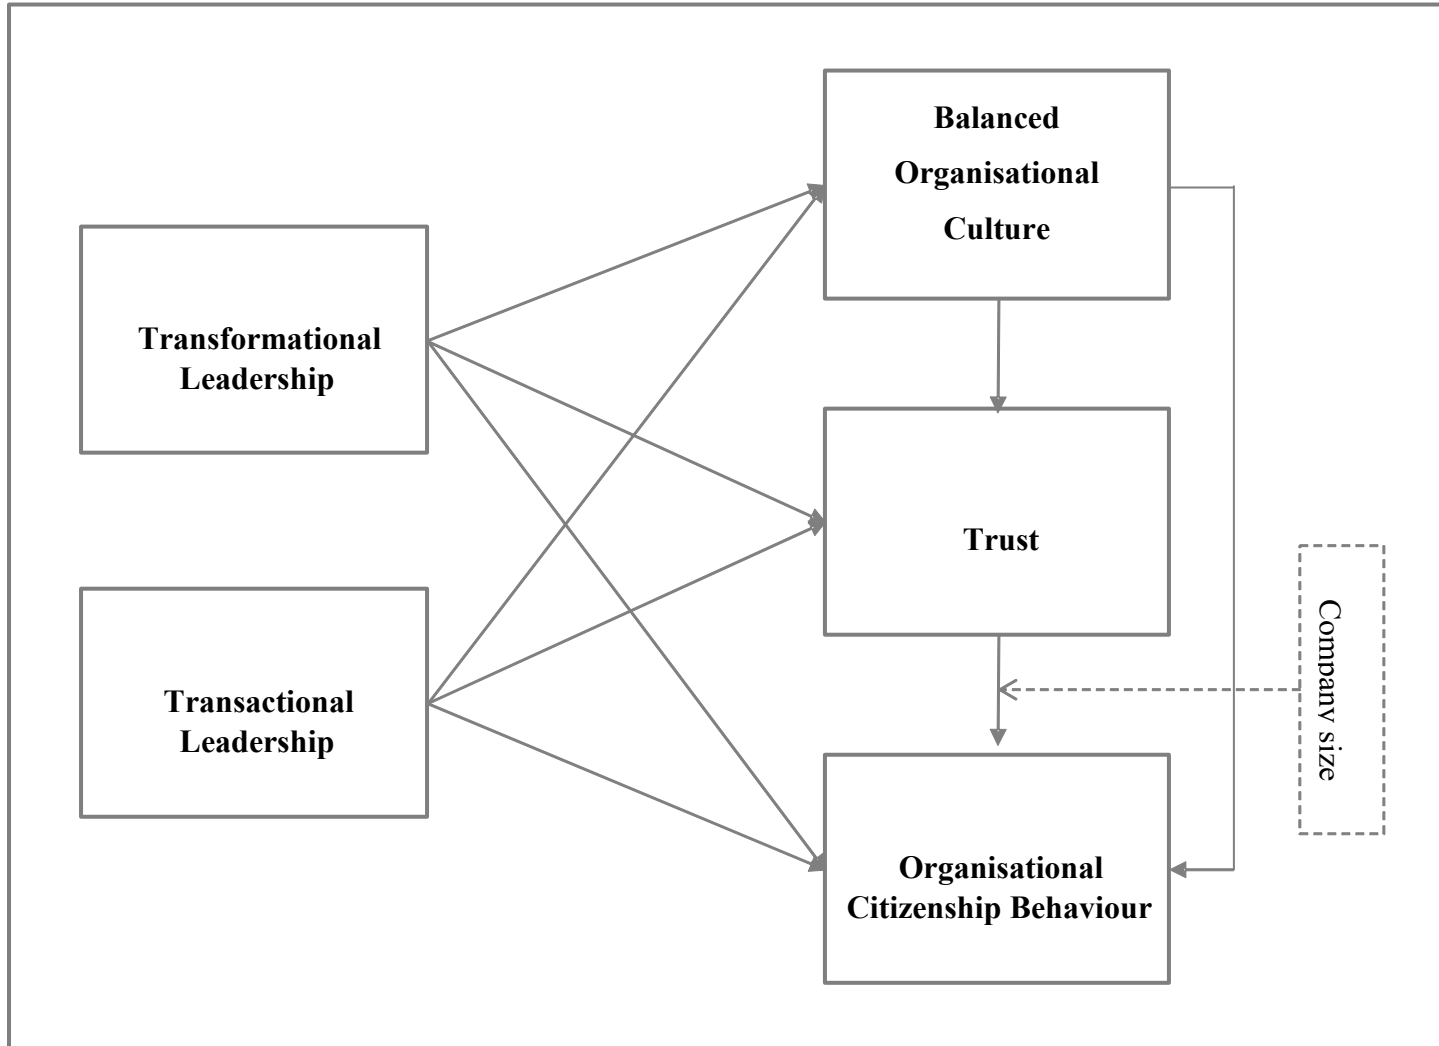 Balanced
Organisational
Culture
Transformational
Leadership
Trust
Transactional
Leadership
Company size
Organisational
Citizenship Behaviour